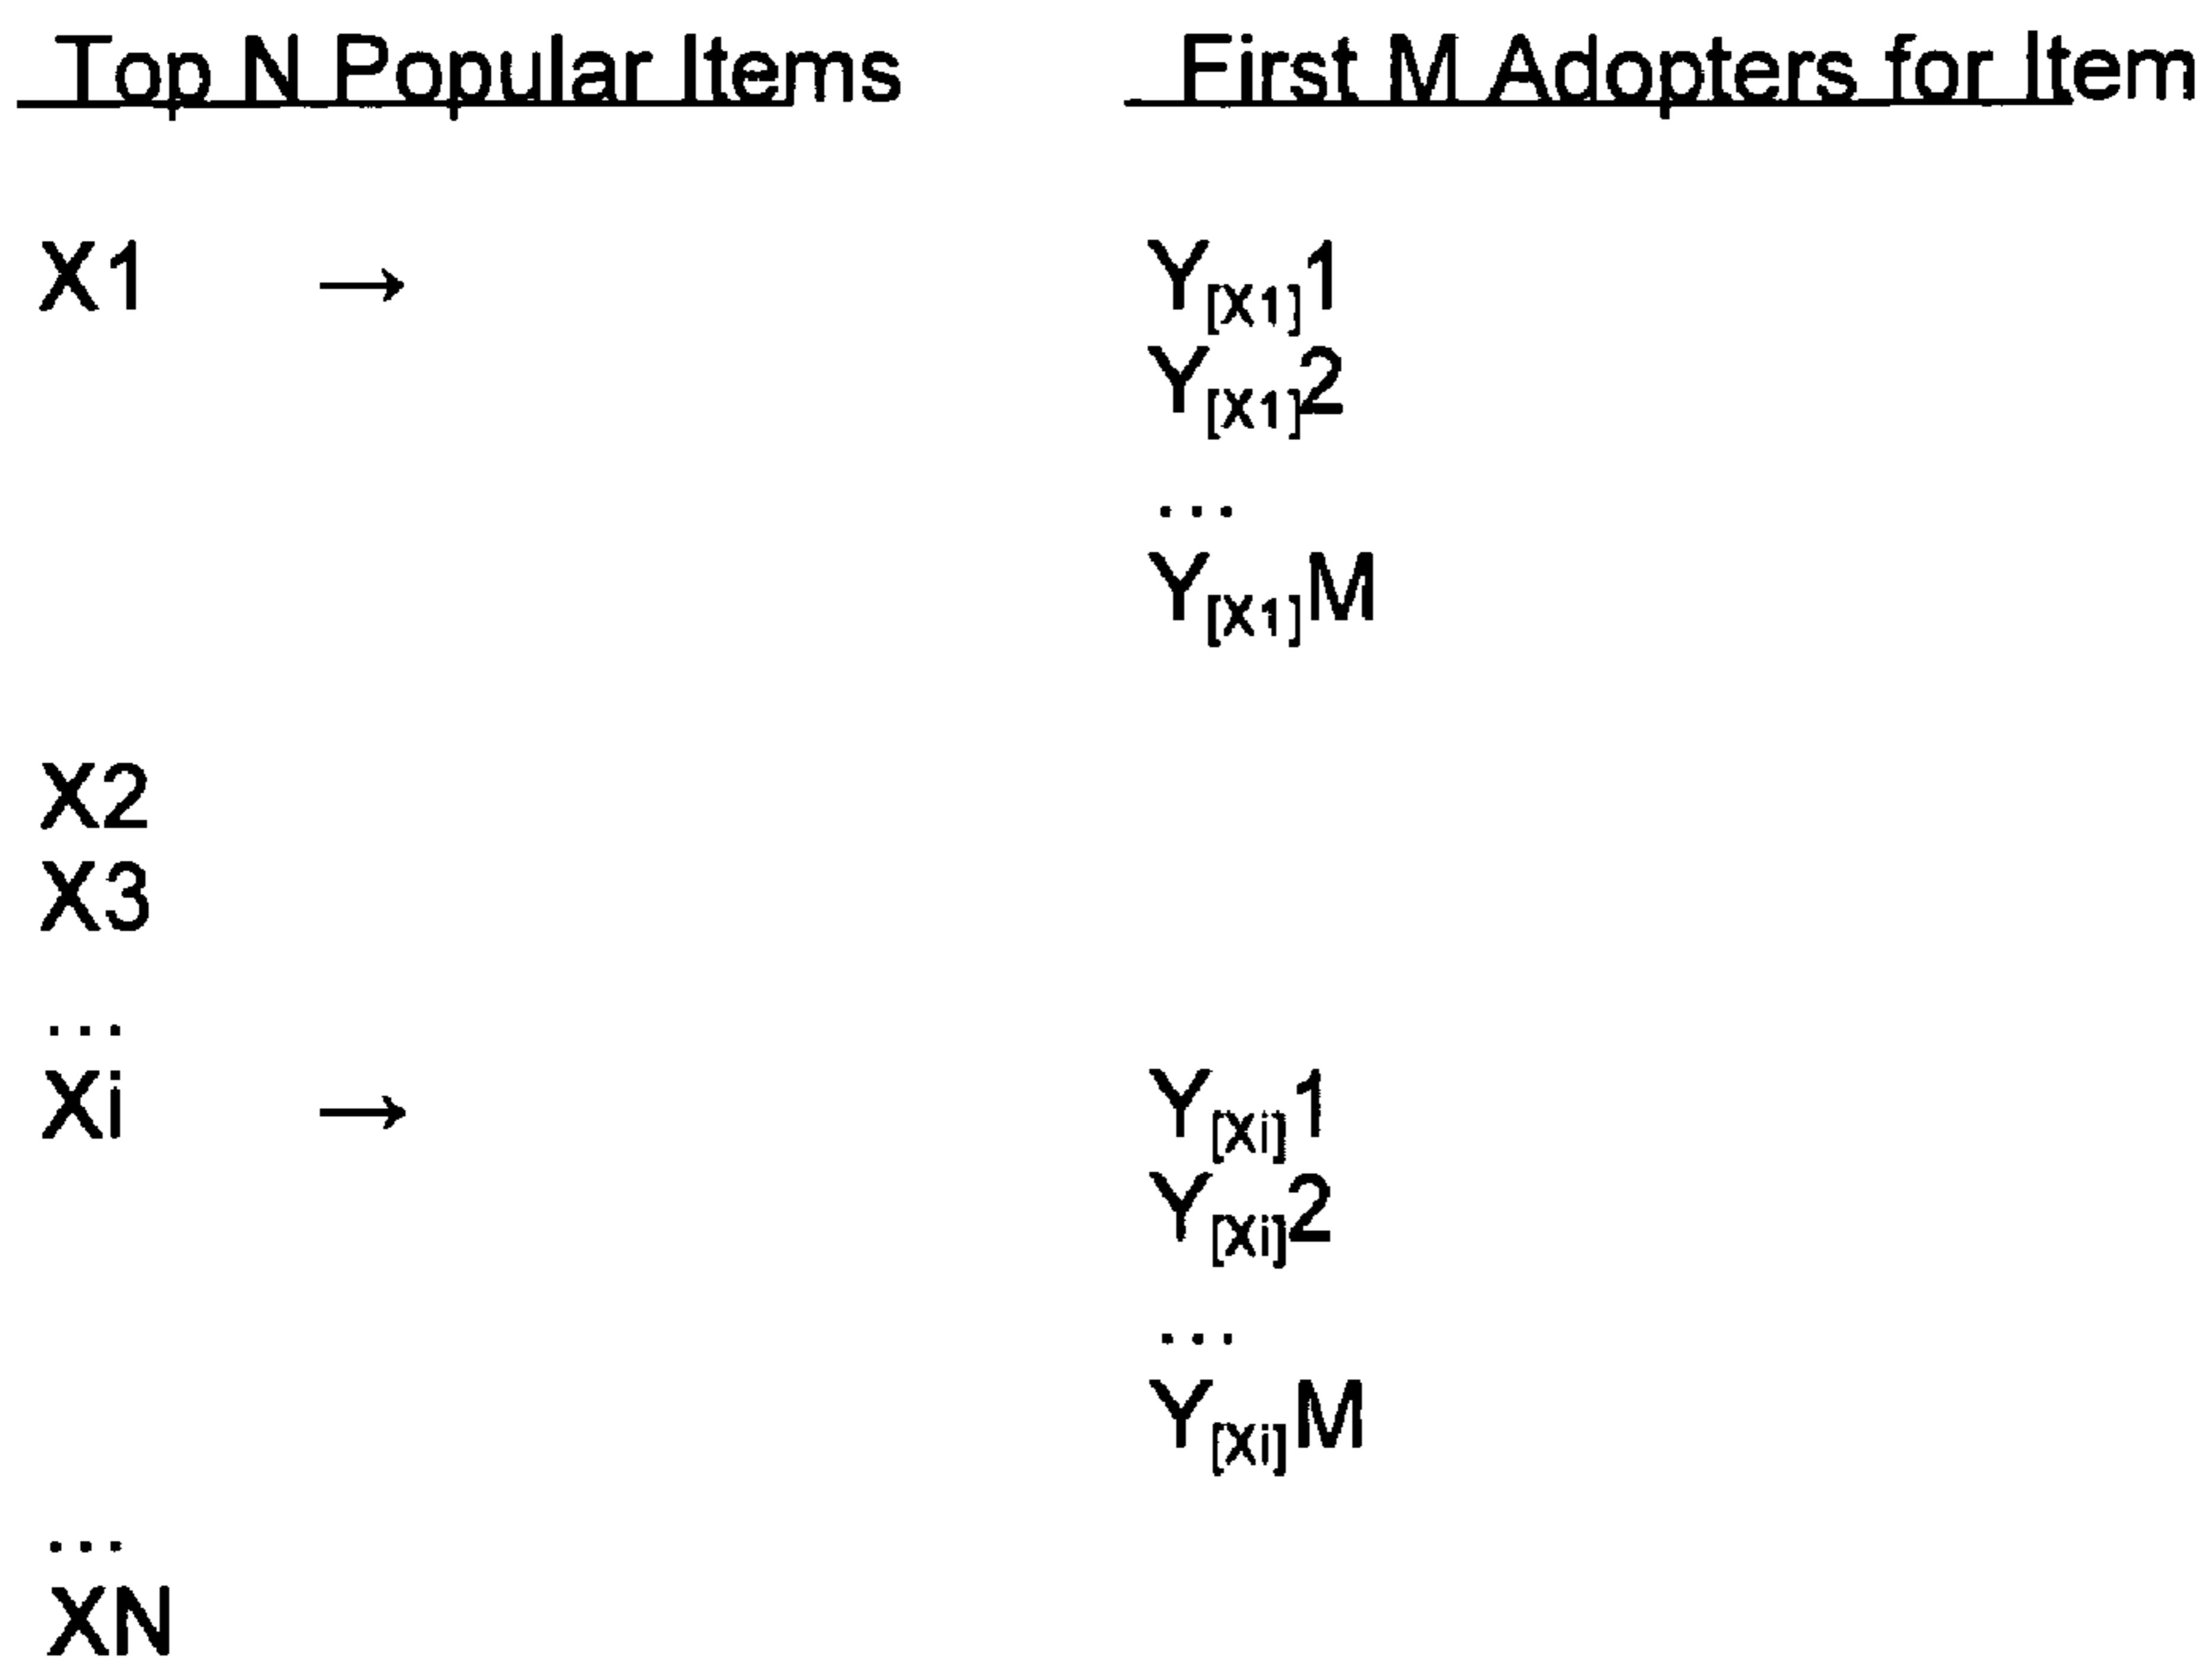 Top N Popular Items First M Adopters for Item
X1 → Y[X1]1
Y[X1]2
...
Y[X1]M
X2
X3
...
Xi → Y[Xi]1
Y[Xi]2
...
Y[Xi]M
...
XN